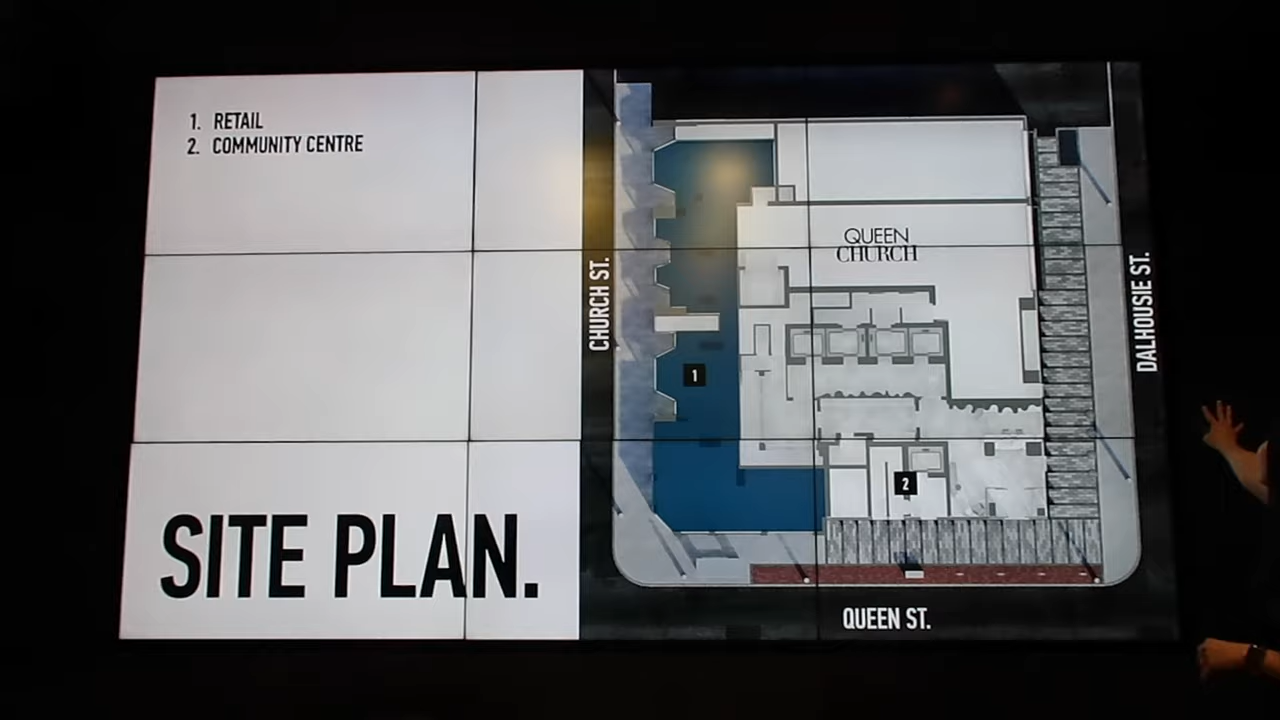 1. RETAIL
2. COMMUNITY CENTRE
SITE PLAN.
CHURCH ST.
QUEEN
CHURCH
1
2
DALHOUSIE ST.
QUEEN ST.